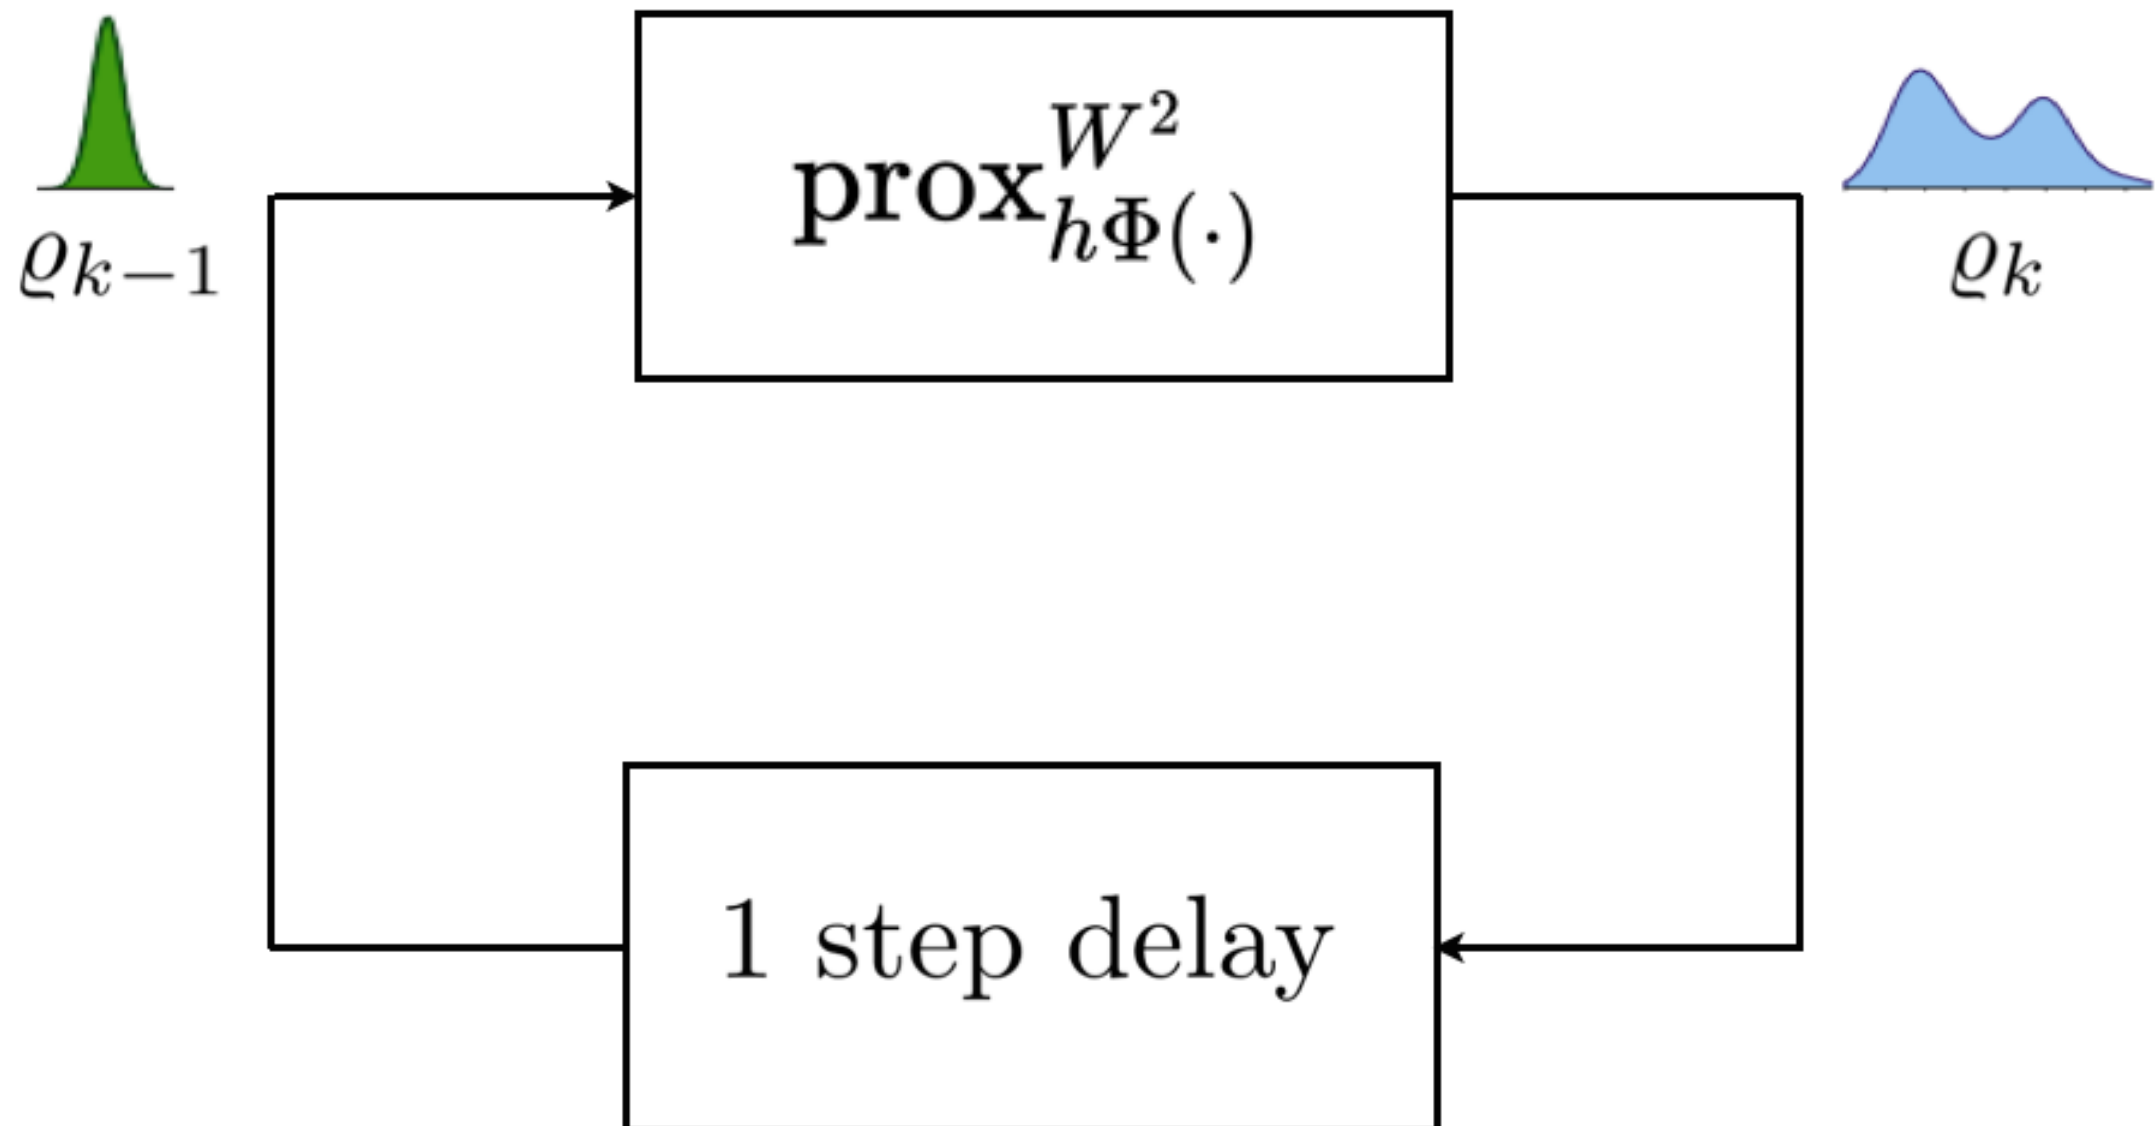 prox^{W^2}_{hΦ(·)}
ϱ_{k−1}
ϱ_k
1 step delay